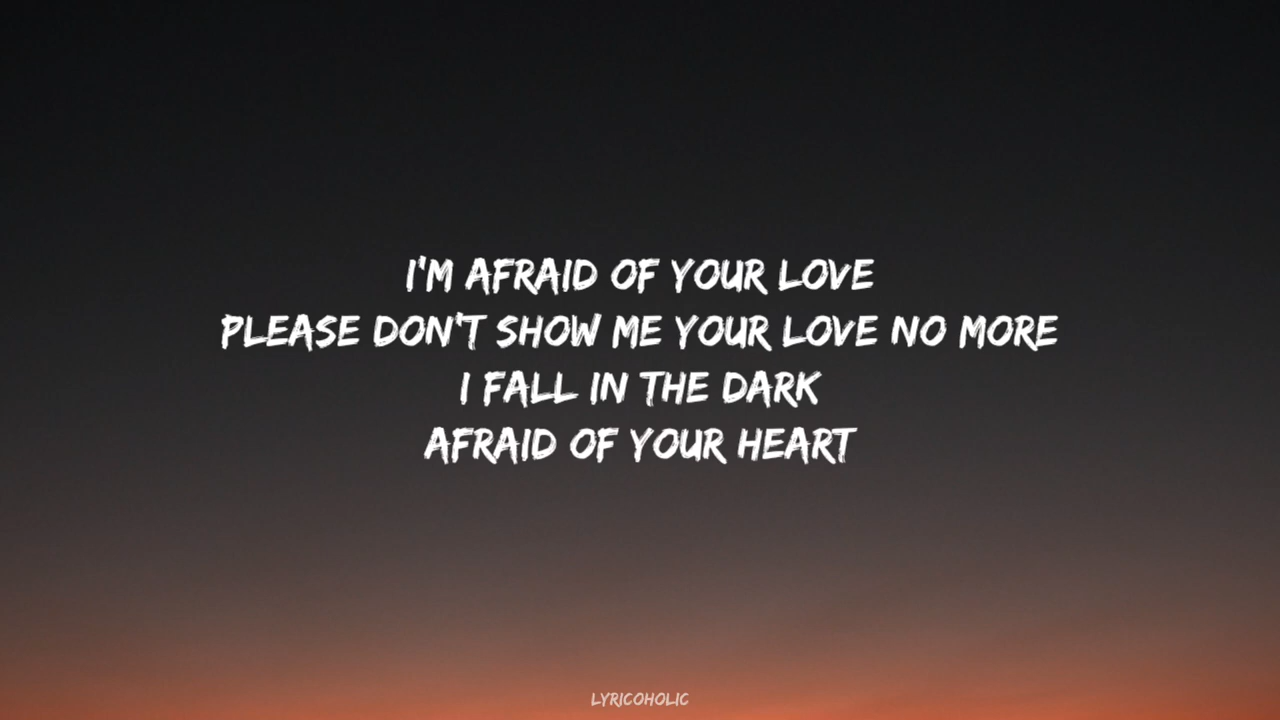 I'M AFRAID OF YOUR LOVE
PLEASE DON'T SHOW ME YOUR LOVE NO MORE
I FALL IN THE DARK
AFRAID OF YOUR HEART
LYRICOHOLIC